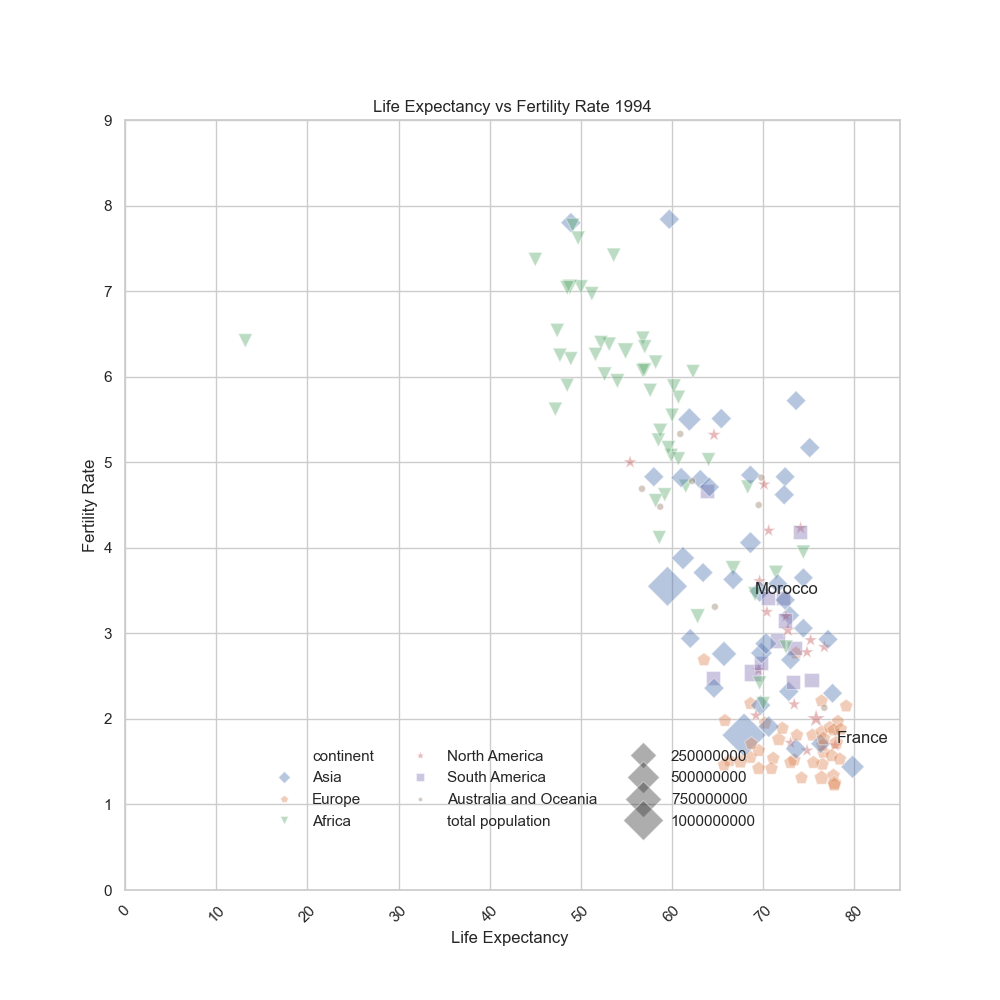 Life Expectancy vs Fertility Rate 1994
9
8
7
6
5
4
3
2
1
0
Fertility Rate
Morocco
France
continent
Asia
Europe
Africa
North America
South America
Australia and Oceania
total population
250000000
500000000
750000000
1000000000
0 10 20 30 40 50 60 70 80
Life Expectancy